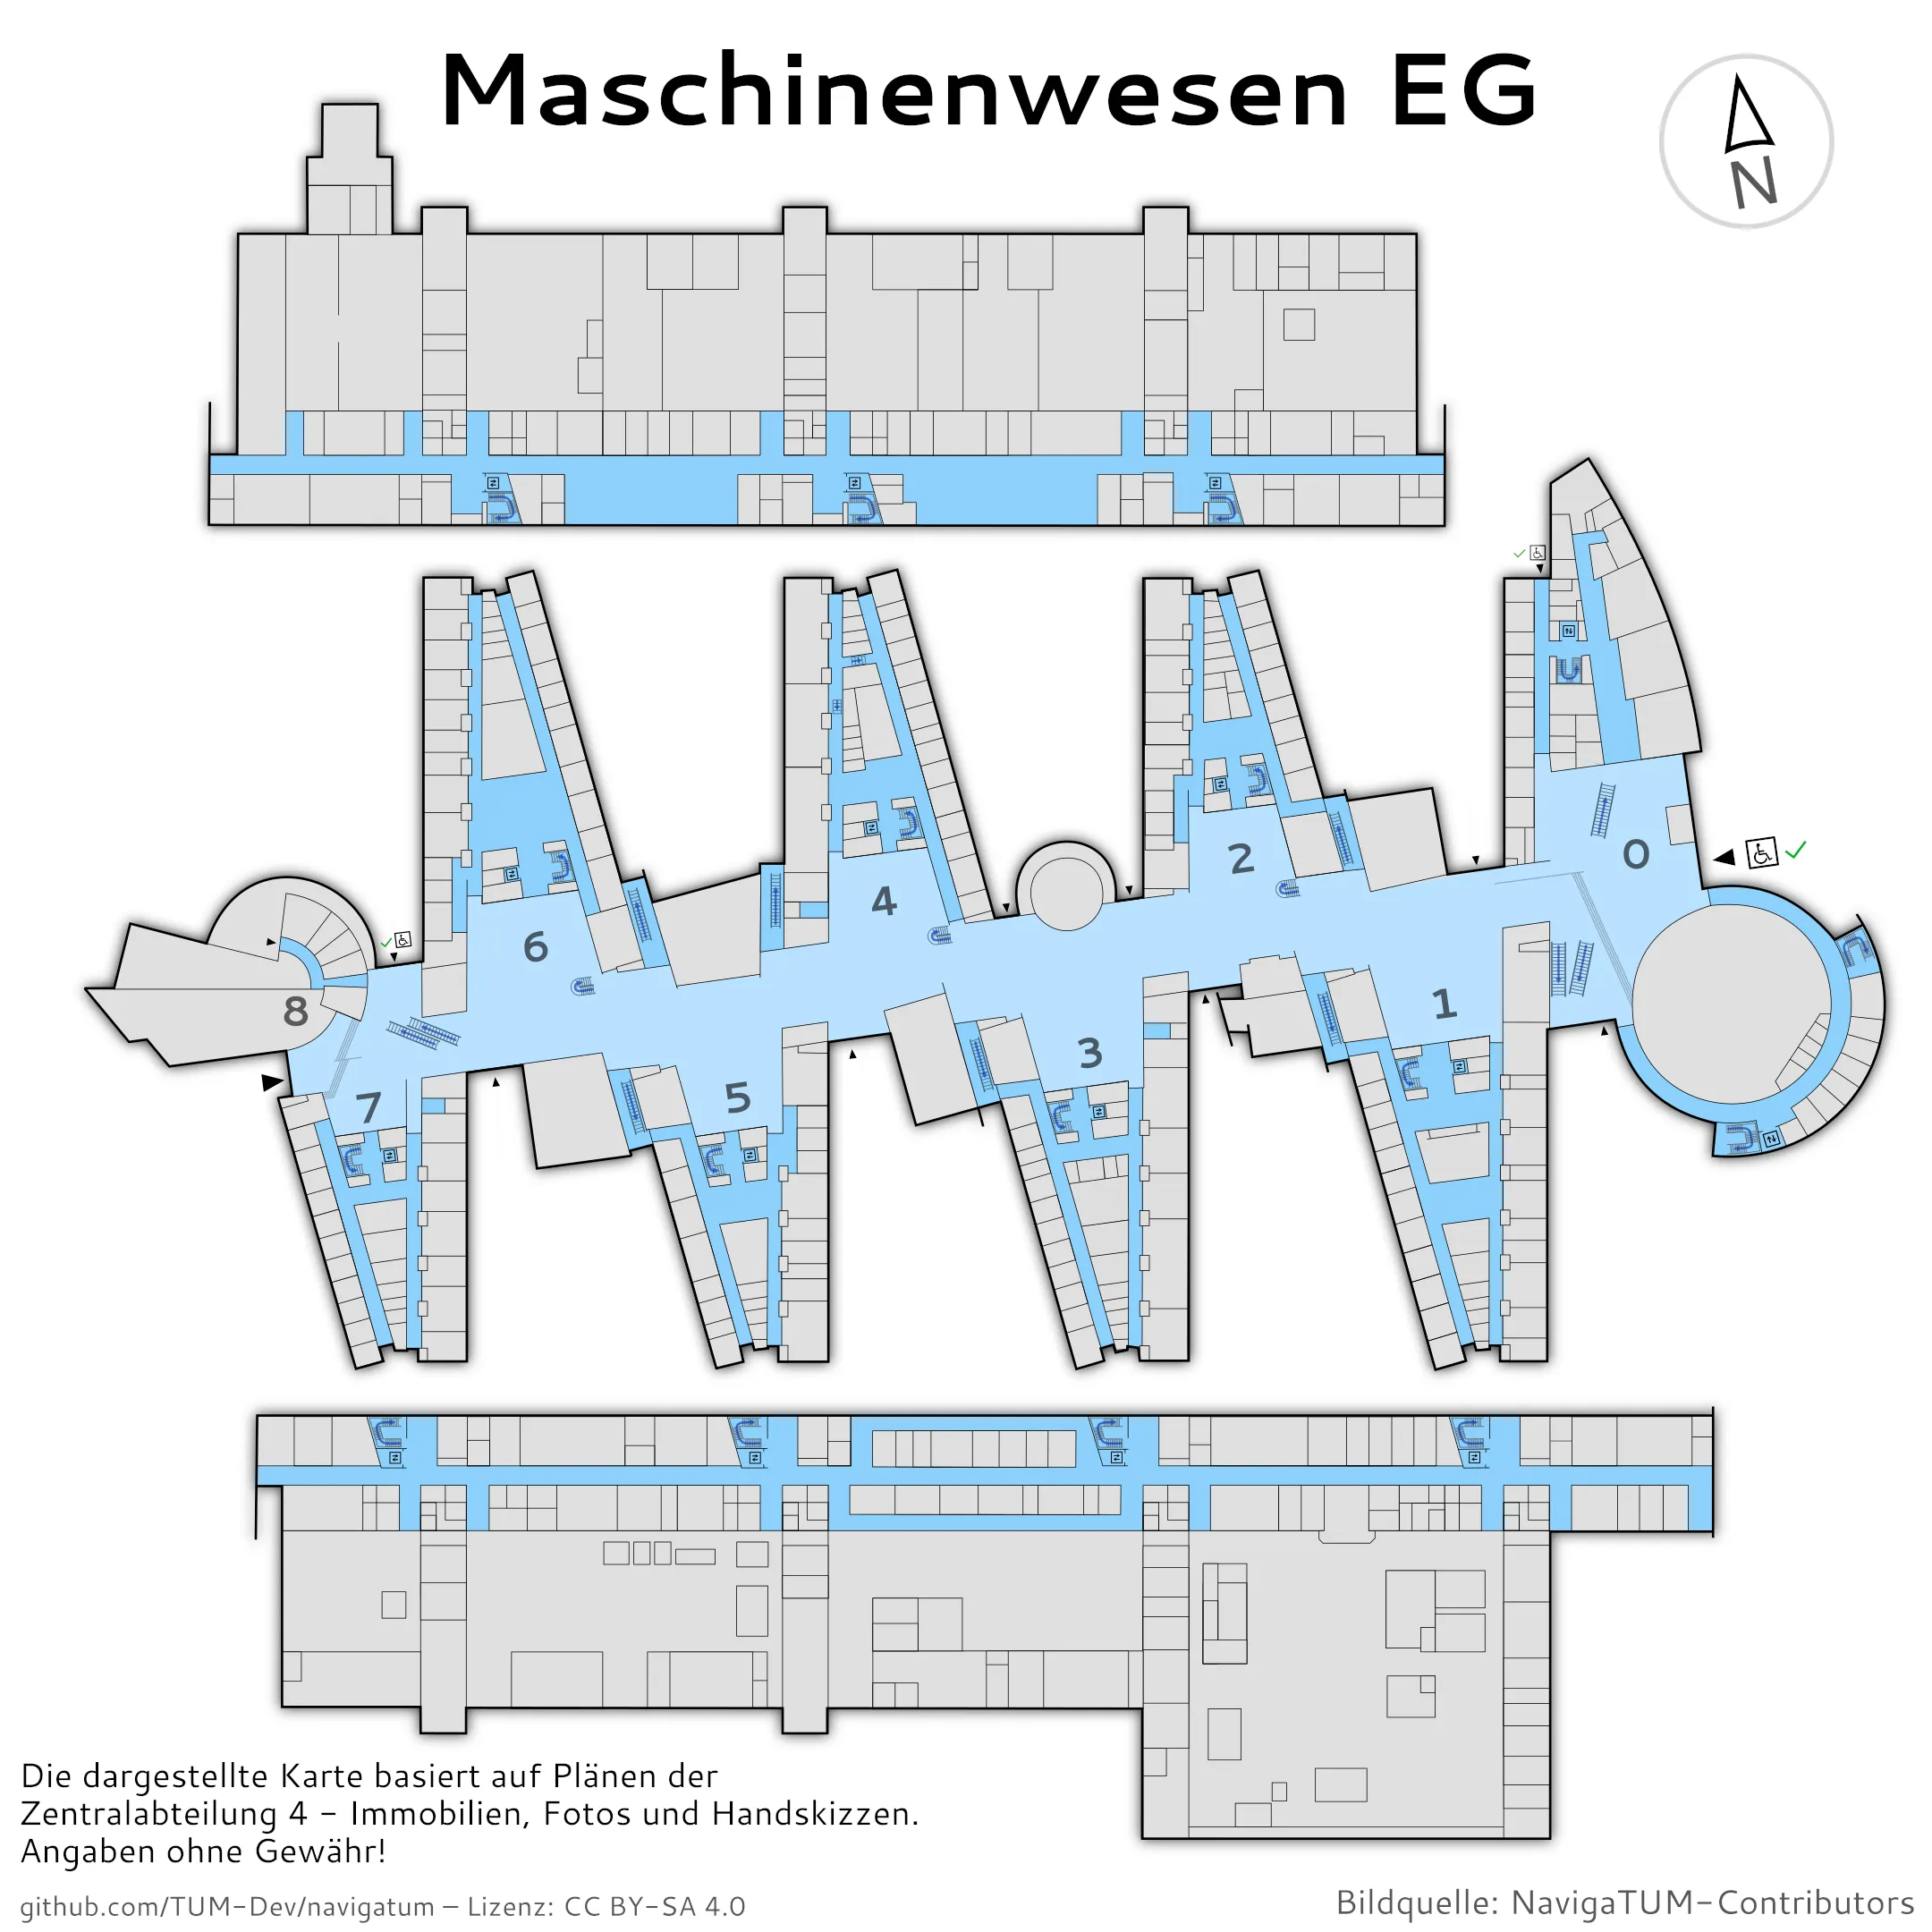 Maschinenwesen EG
N
2
0
4
6
8
1
3
5
7
Die dargestellte Karte basiert auf Plänen der
Zentralabteilung 4 - Immobilien, Fotos und Handskizzen.
Angaben ohne Gewähr!
github.com/TUM-Dev/navigatum – Lizenz: CC BY-SA 4.0
Bildquelle: NavigaTUM-Contributors